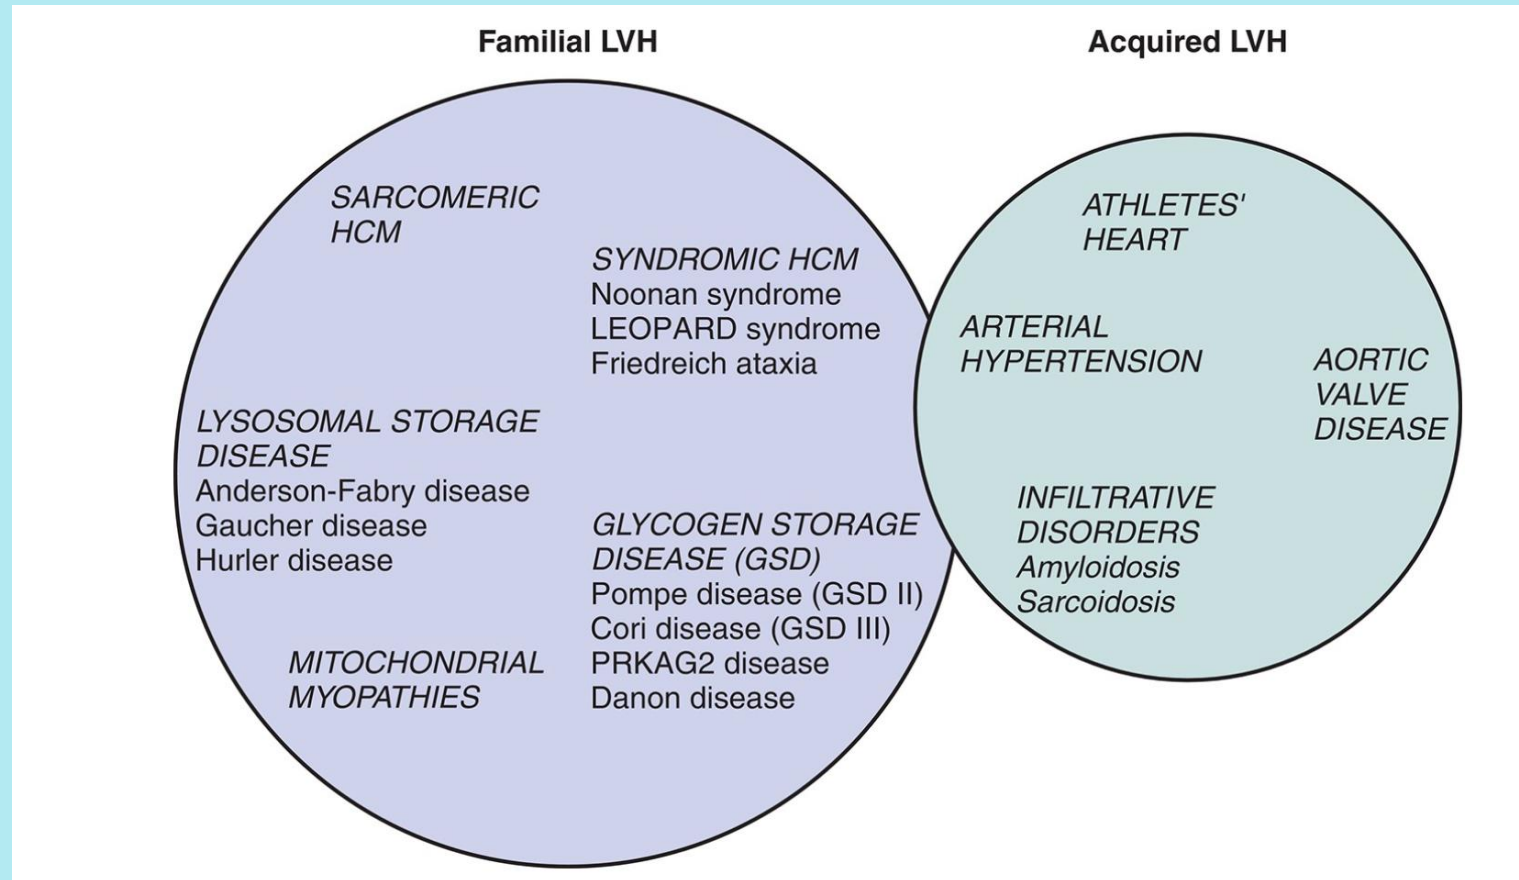 Familial LVH
Acquired LVH
SARCOMERIC
HCM
SYNDROMIC HCM
Noonan syndrome
LEOPARD syndrome
Friedreich ataxia
LYSOSOMAL STORAGE
DISEASE
Anderson-Fabry disease
Gaucher disease
Hurler disease
GLYCOGEN STORAGE
DISEASE (GSD)
Pompe disease (GSD II)
Cori disease (GSD III)
PRKAG2 disease
Danon disease
MITOCHONDRIAL
MYOPATHIES
ATHLETES'
HEART
ARTERIAL
HYPERTENSION
AORTIC
VALVE
DISEASE
INFILTRATIVE
DISORDERS
Amyloidosis
Sarcoidosis